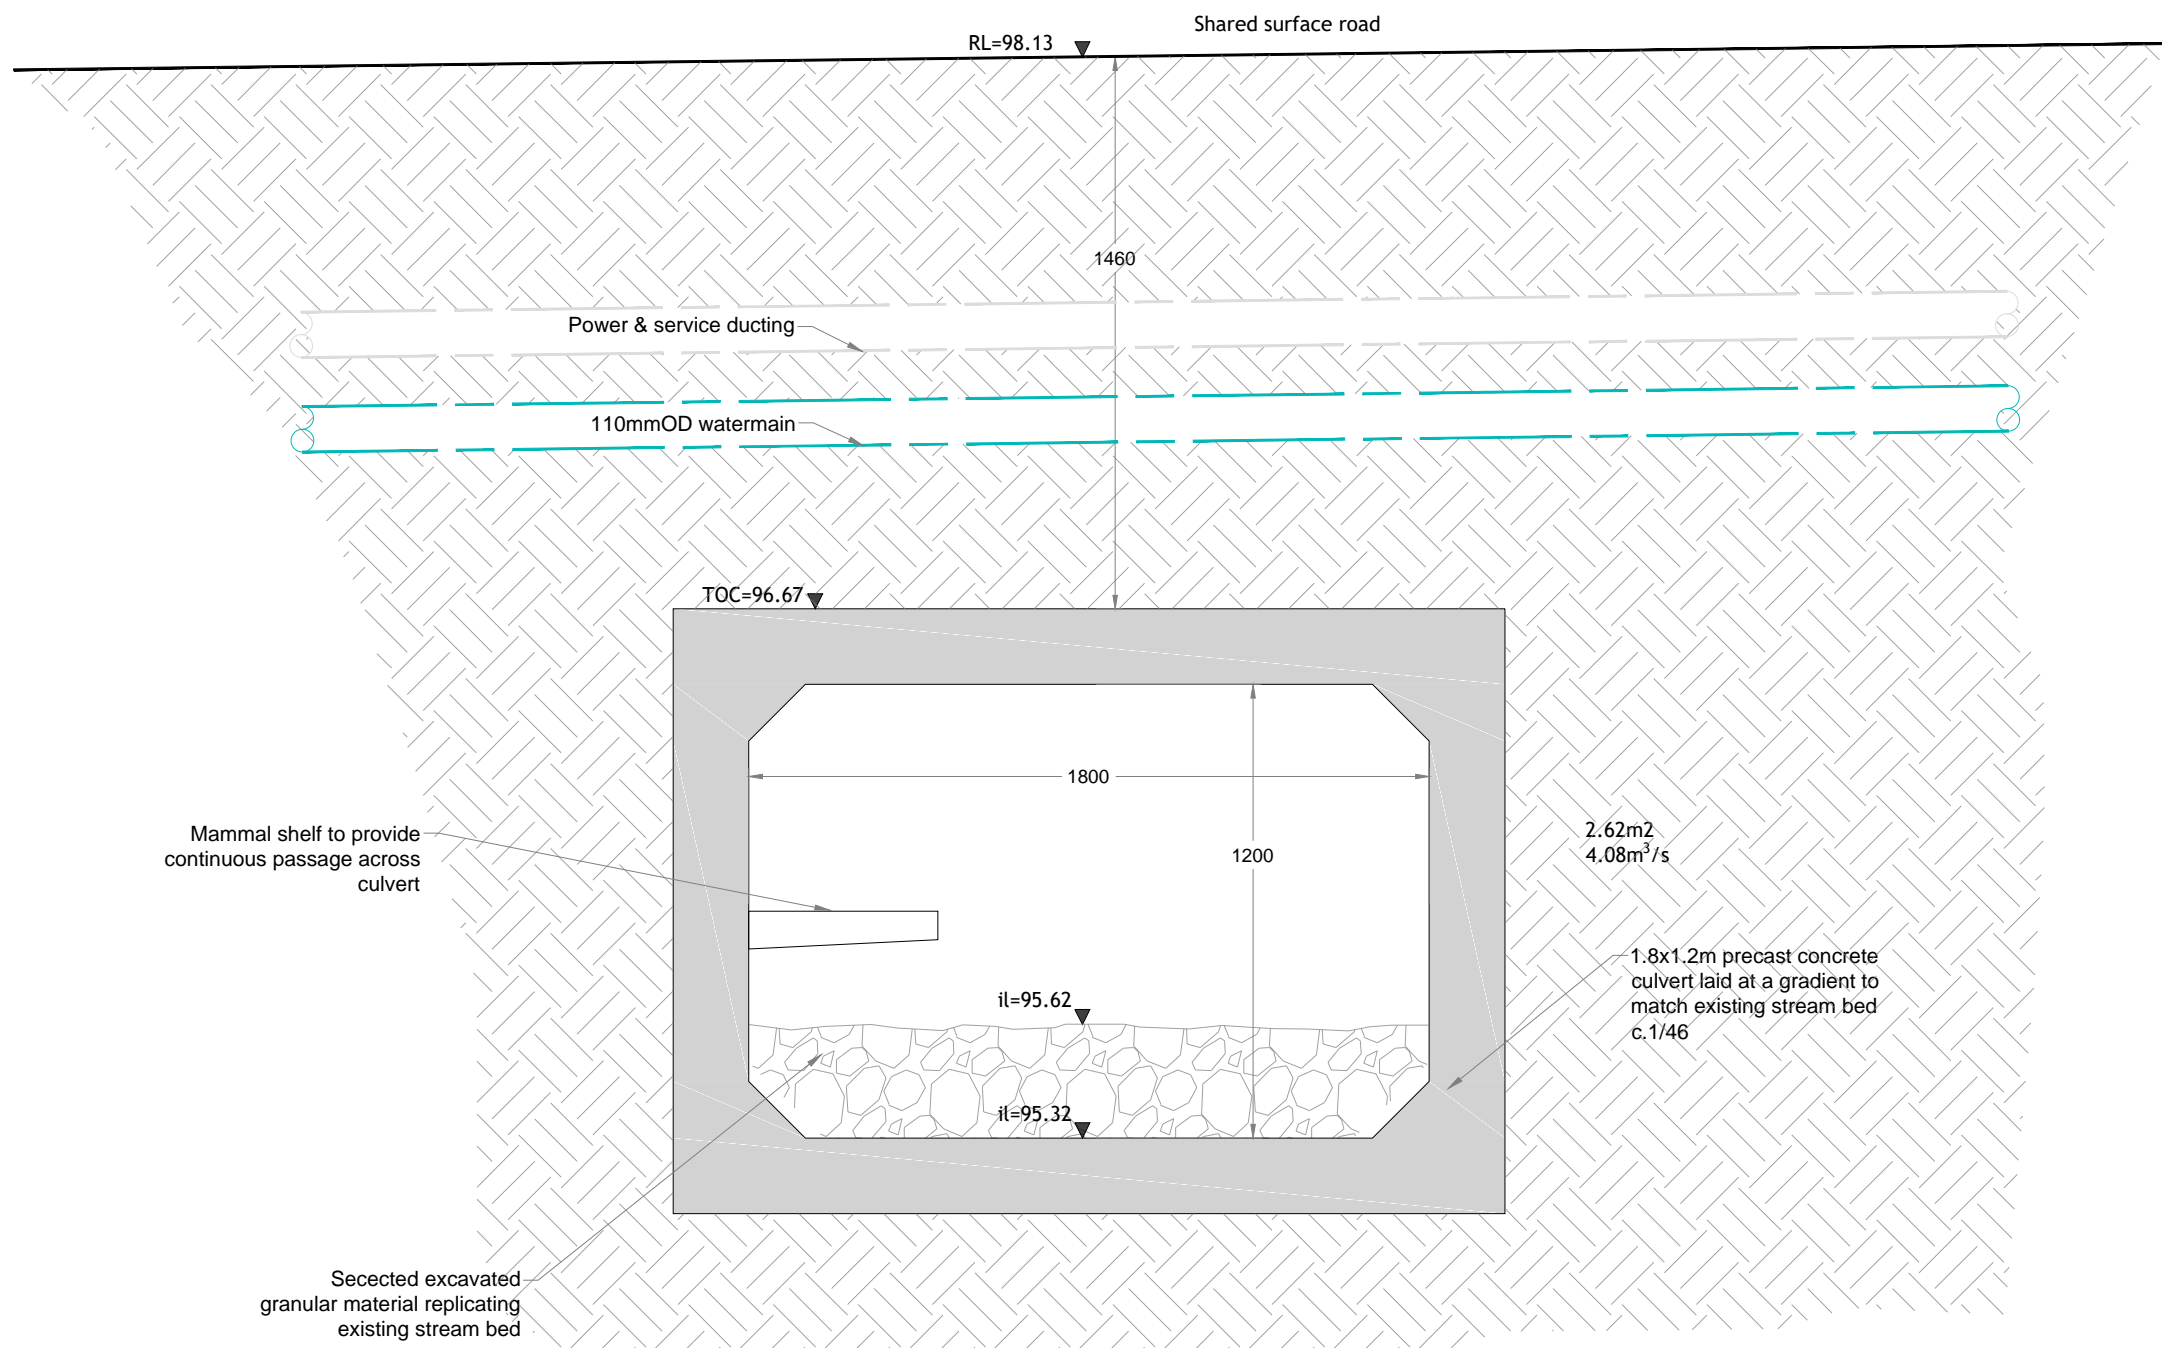 Shared surface road
RL=98.13
1460
Power & service ducting
110mmOD watermain
TOC=96.67
1800
Mammal shelf to provide
continuous passage across
culvert
1200
2.62m2
4.08m³/s
1.8x1.2m precast concrete
culvert laid at a gradient to
match existing stream bed
c.1/46
il=95.62
il=95.32
Secected excavated
granular material replicating
existing stream bed